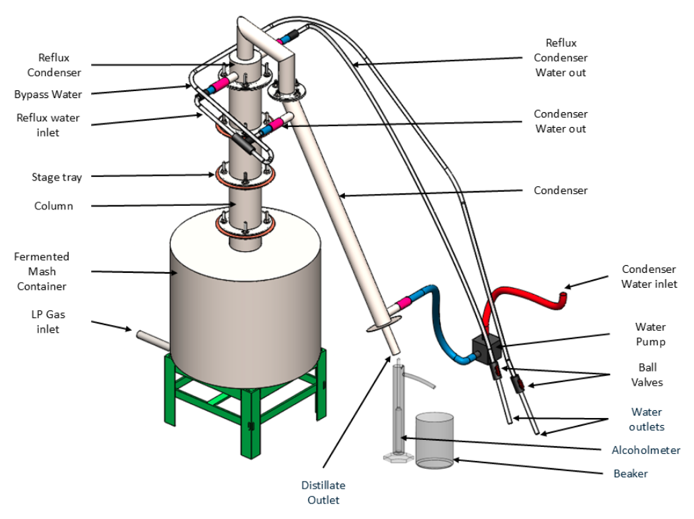 Reflux
Condenser
Bypass Water
Reflux water
inlet
Stage tray
Column
Fermented
Mash
Container
LP Gas
inlet
Reflux
Condenser
Water out
Condenser
Water out
Condenser
Condenser
Water inlet
Water
Pump
Ball
Valves
Water
outlets
Alcoholmeter
Beaker
Distillate
Outlet